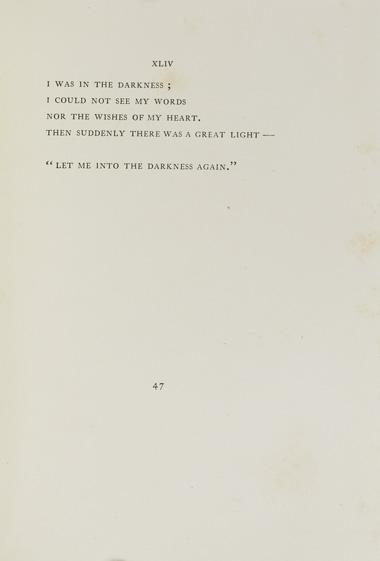 XLIV
I WAS IN THE DARKNESS ;
I COULD NOT SEE MY WORDS
NOR THE WISHES OF MY HEART.
THEN SUDDENLY THERE WAS A GREAT LIGHT —
“ LET ME INTO THE DARKNESS AGAIN.”
47